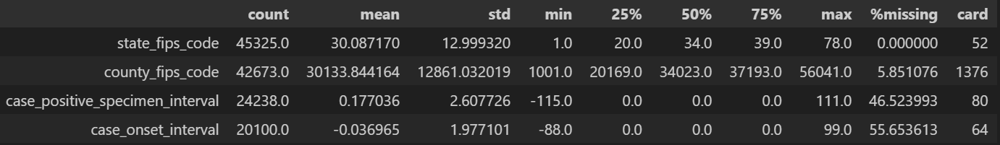 count mean std min 25% 50% 75% max %missing card
state_fips_code 45325.0 30.087170 12.999320 1.0 20.0 34.0 39.0 78.0 0.000000 52
county_fips_code 42673.0 30133.844164 12861.032019 1001.0 20169.0 34023.0 37193.0 56041.0 5.851076 1376
case_positive_specimen_interval 24238.0 0.177036 2.607726 -115.0 0.0 0.0 0.0 111.0 46.523993 80
case_onset_interval 20100.0 -0.036965 1.977101 -88.0 0.0 0.0 0.0 99.0 55.653613 64